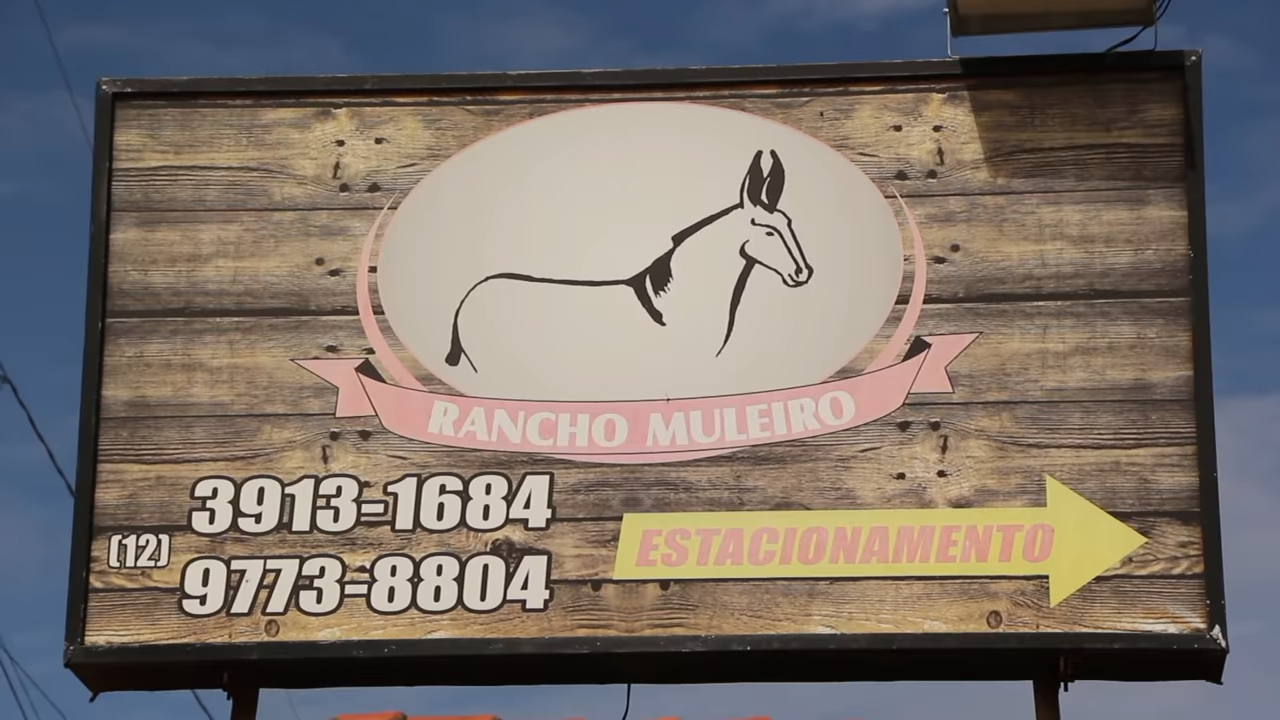 RANCHO MULEIRO
3913-1684
(12)
9773-8804
ESTACIONAMENTO